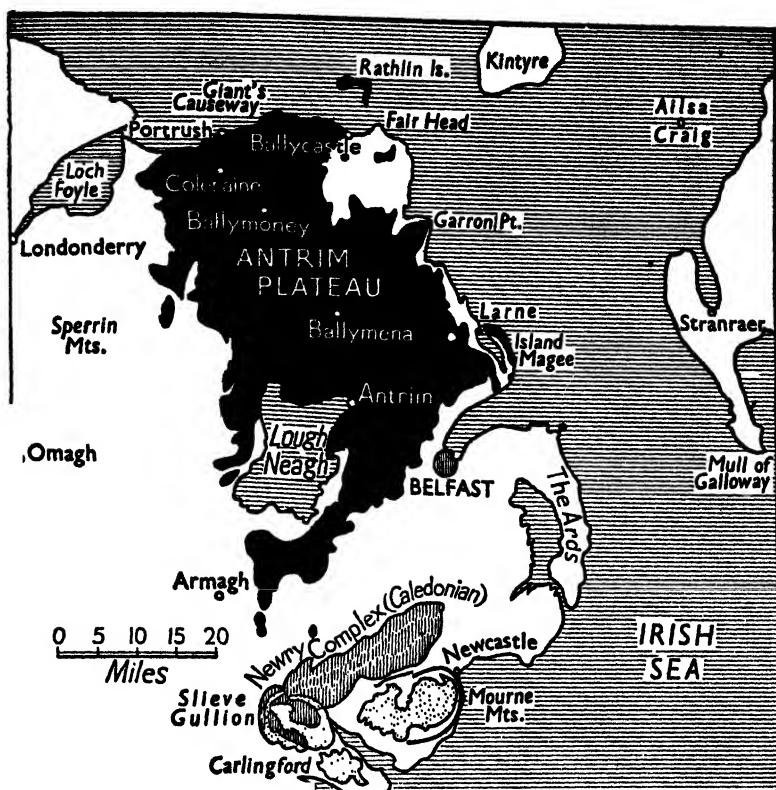 Rathlin Is.
Kintyre
Giant's
Causeway
Ailsa
Craig
Portrush
Fair Head
Ballycastle
Loch
Foyle
Coleraine
Ballymoney
Garron Pt.
Londonderry
ANTRIM
PLATEAU
Larne
Stranraer
Sperrin
Mts.
Ballymena
Island
Magee
Antrim
Omagh
Lough
Neagh
BELFAST
Mull of
Galloway
The Ards
Armagh
0 5 10 15 20
Miles
Newry Complex (Caledonian)
Newcastle
IRISH
SEA
Slieve
Gullion
Mourne
Mts.
Carlingford